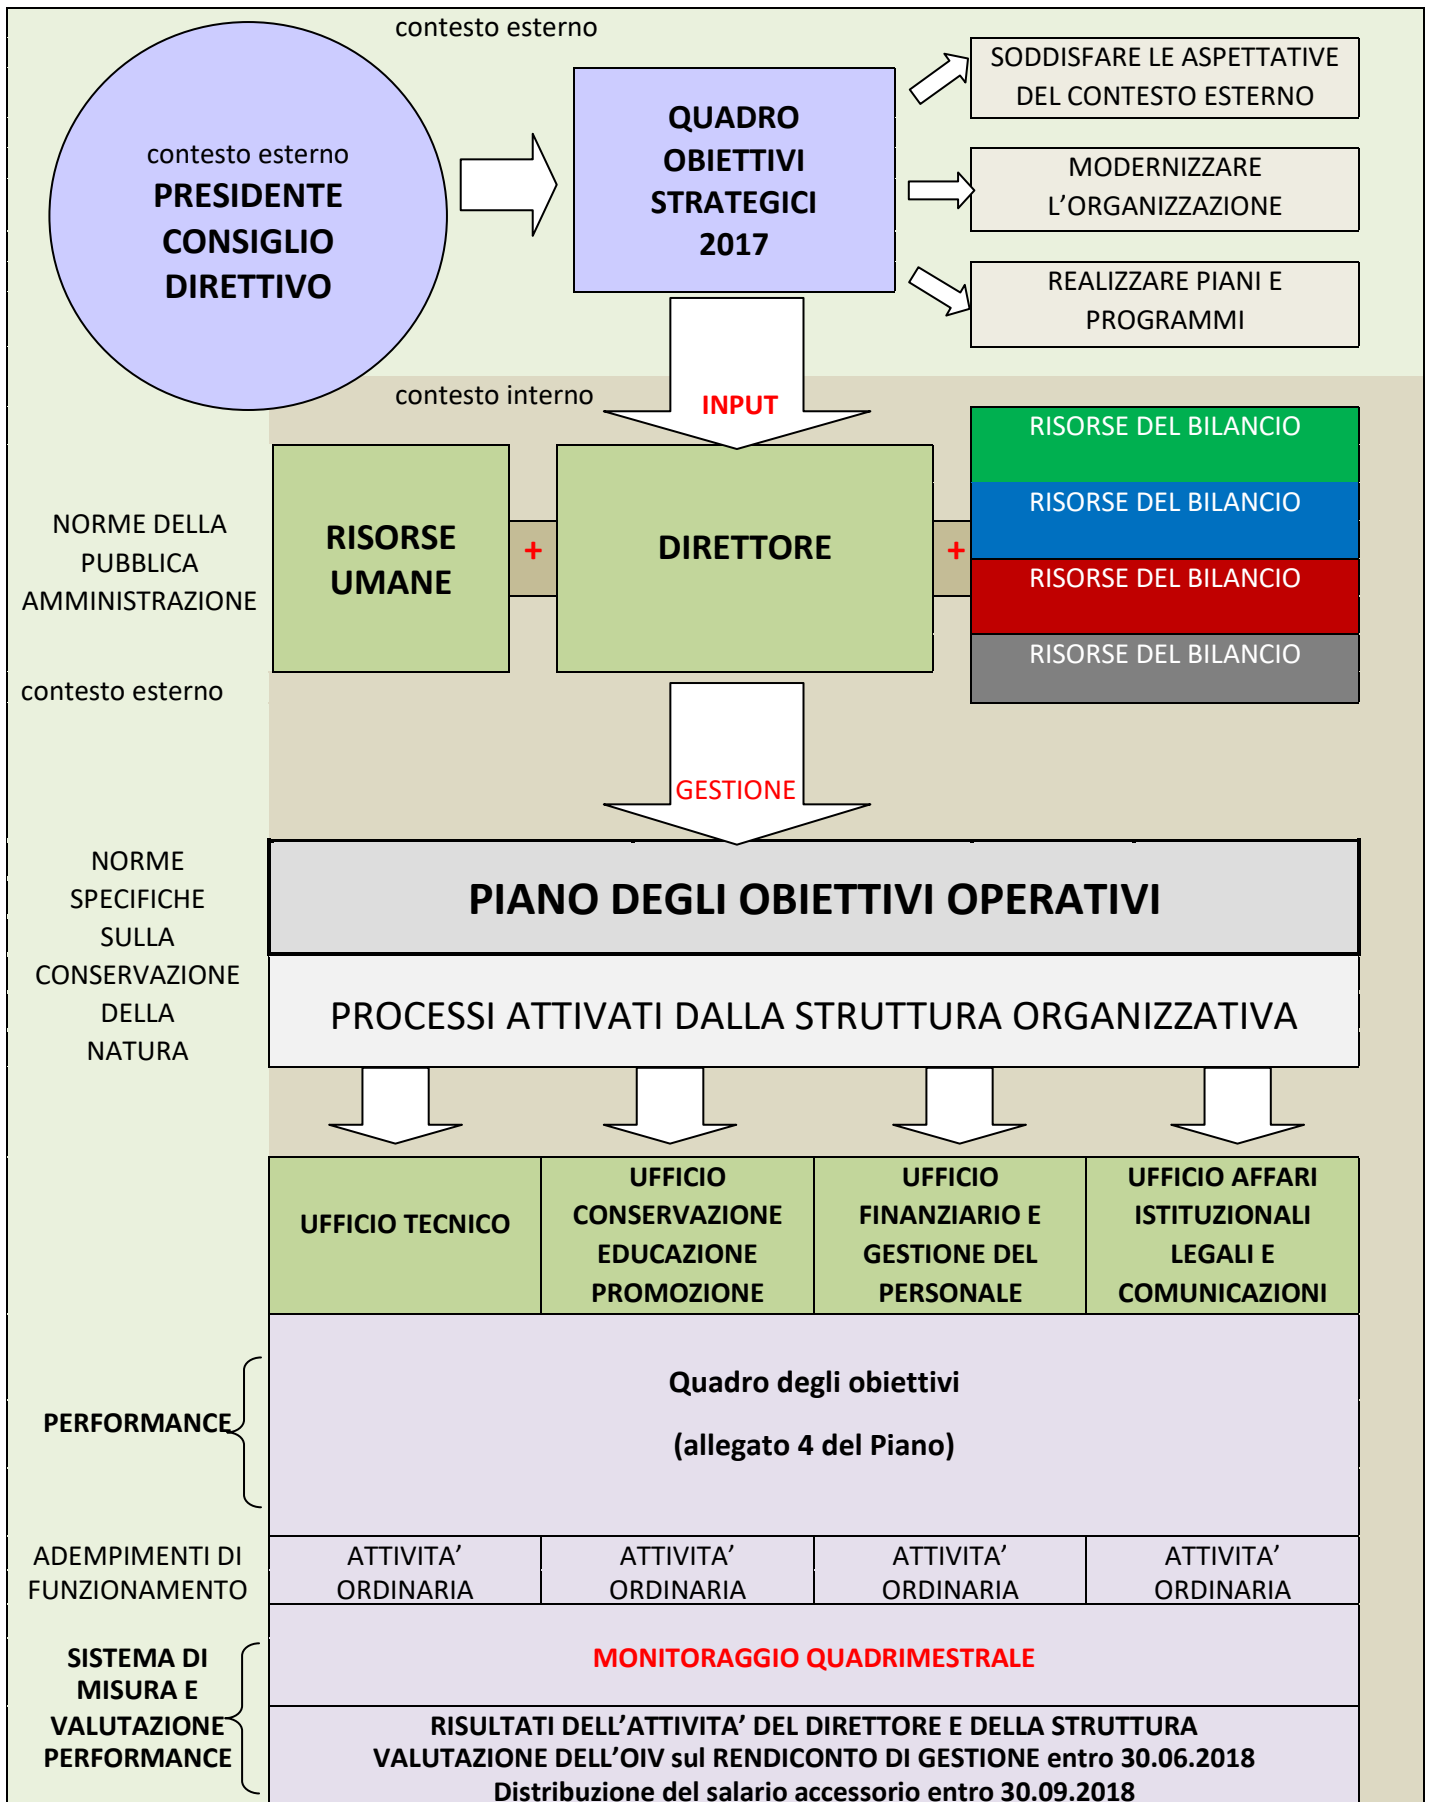 contesto esterno
contesto esterno
PRESIDENTE
CONSIGLIO
DIRETTIVO
QUADRO
OBIETTIVI
STRATEGICI
2017
SODDISFARE LE ASPETTATIVE
DEL CONTESTO ESTERNO
MODERNIZZARE
L’ORGANIZZAZIONE
REALIZZARE PIANI E
PROGRAMMI
contesto interno
INPUT
NORME DELLA
PUBBLICA
AMMINISTRAZIONE
contesto esterno
RISORSE
UMANE
+
DIRETTORE
+
RISORSE DEL BILANCIO
RISORSE DEL BILANCIO
RISORSE DEL BILANCIO
RISORSE DEL BILANCIO
GESTIONE
NORME
SPECIFICHE
SULLA
CONSERVAZIONE
DELLA
NATURA
PIANO DEGLI OBIETTIVI OPERATIVI
PROCESSI ATTIVATI DALLA STRUTTURA ORGANIZZATIVA
UFFICIO TECNICO
UFFICIO
CONSERVAZIONE
EDUCAZIONE
PROMOZIONE
UFFICIO
FINANZIARIO E
GESTIONE DEL
PERSONALE
UFFICIO AFFARI
ISTITUZIONALI
LEGALI E
COMUNICAZIONI
PERFORMANCE
Quadro degli obiettivi
(allegato 4 del Piano)
ADEMPIMENTI DI
FUNZIONAMENTO
ATTIVITA’
ORDINARIA
ATTIVITA’
ORDINARIA
ATTIVITA’
ORDINARIA
ATTIVITA’
ORDINARIA
SISTEMA DI
MISURA E
VALUTAZIONE
PERFORMANCE
MONITORAGGIO QUADRIMESTRALE
RISULTATI DELL’ATTIVITA’ DEL DIRETTORE E DELLA STRUTTURA
VALUTAZIONE DELL’OIV sul RENDICONTO DI GESTIONE entro 30.06.2018
Distribuzione del salario accessorio entro 30.09.2018